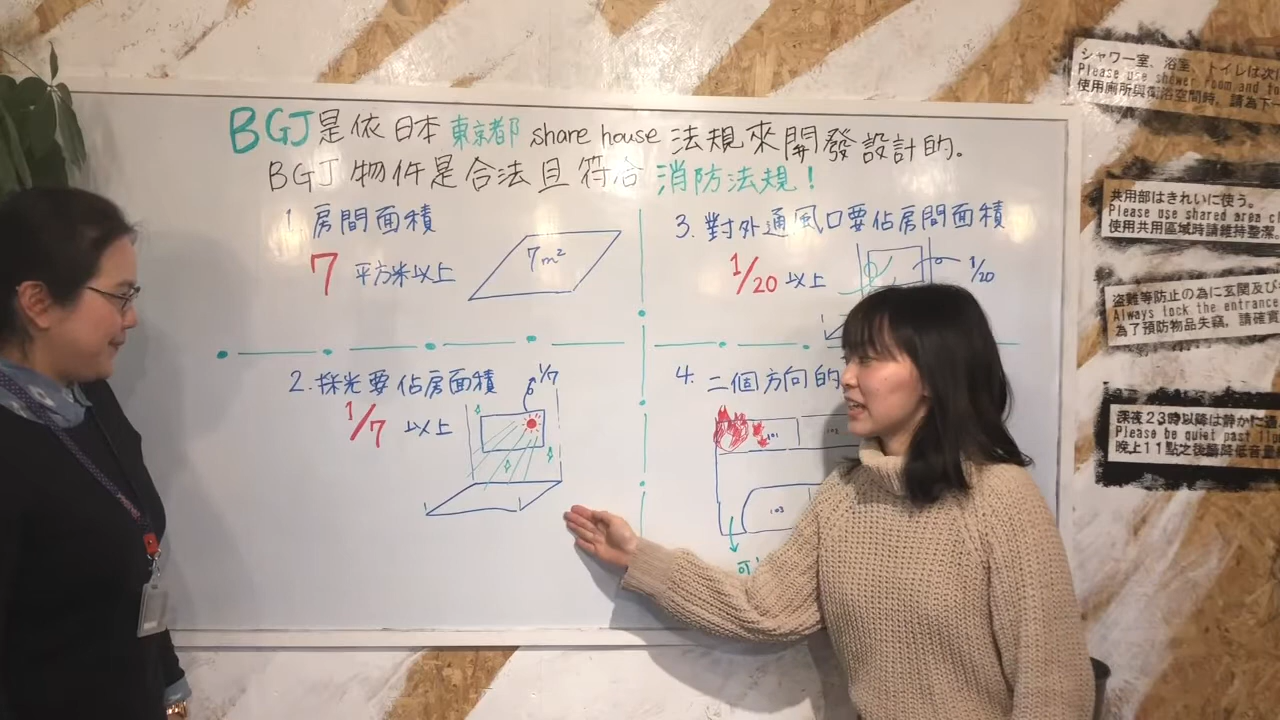 BGJ是依日本東京都 share house 法規來開發設計的。
BGJ物件是合法且符合消防法規!
1.房間面積
7 平方米以上
7m²
2.採光要佔房面積
1/7 以上
1/7
3.對外通風口要佔房間面積
1/20 以上
1/20
4.二個方向的
101
102
103
可
シャワー室、浴室、トイレは次
Please use shower room and to
使用廁所與衛浴空間時,請為下
共用部はきれいに使う。
Please use shared area cl
使用共用區域時請維持整潔。
盗難等防止の為に玄関及び
Always lock the entrance
為了預防物品失竊,請確實
深夜23時以降は静かに過
Please be quiet past 11p
晚上11點之後請降低音量